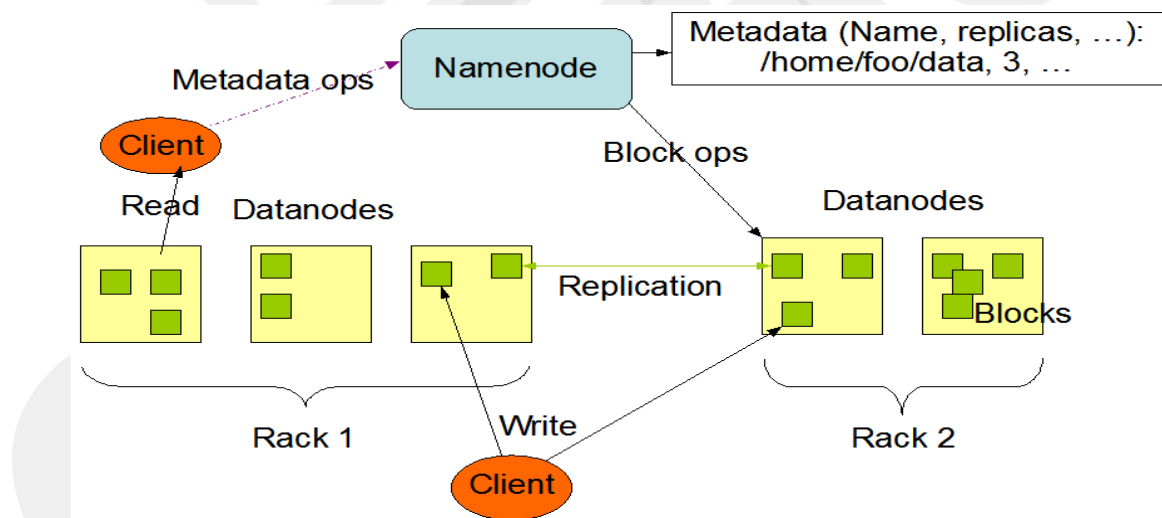 Metadata (Name, replicas, …):
/home/foo/data, 3, …
Namenode
Metadata ops
Client
Block ops
Read
Datanodes
Datanodes
Replication
Blocks
Rack 1
Write
Rack 2
Client